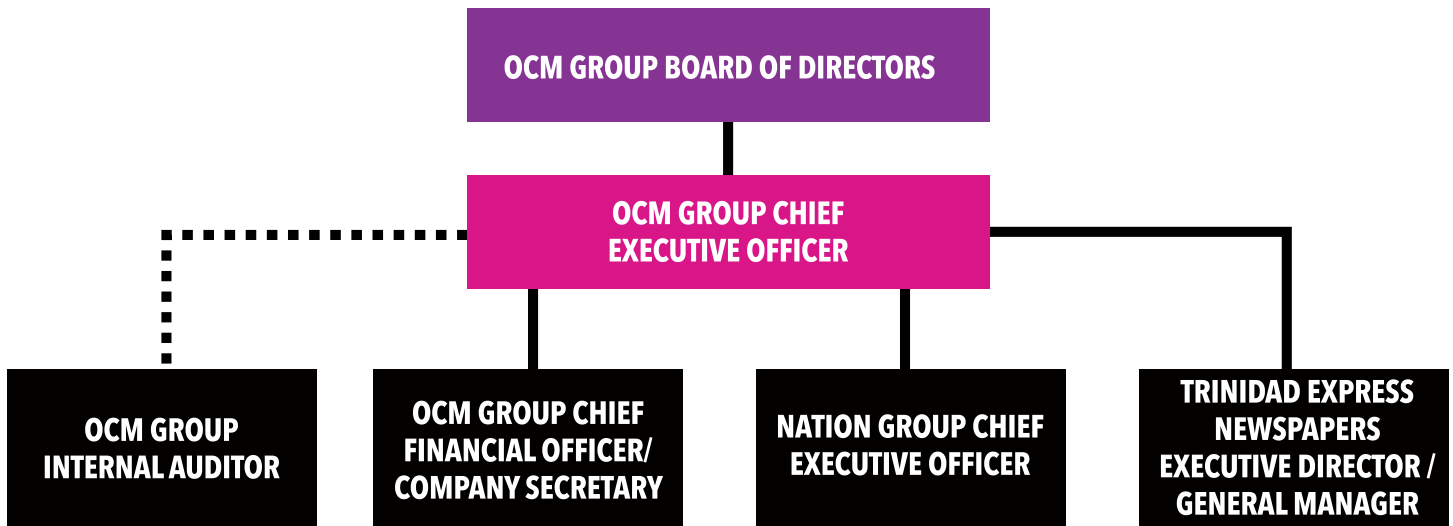 OCM GROUP BOARD OF DIRECTORS
OCM GROUP CHIEF
EXECUTIVE OFFICER
OCM GROUP
INTERNAL AUDITOR
OCM GROUP CHIEF
FINANCIAL OFFICER/
COMPANY SECRETARY
NATION GROUP CHIEF
EXECUTIVE OFFICER
TRINIDAD EXPRESS
NEWSPAPERS
EXECUTIVE DIRECTOR /
GENERAL MANAGER